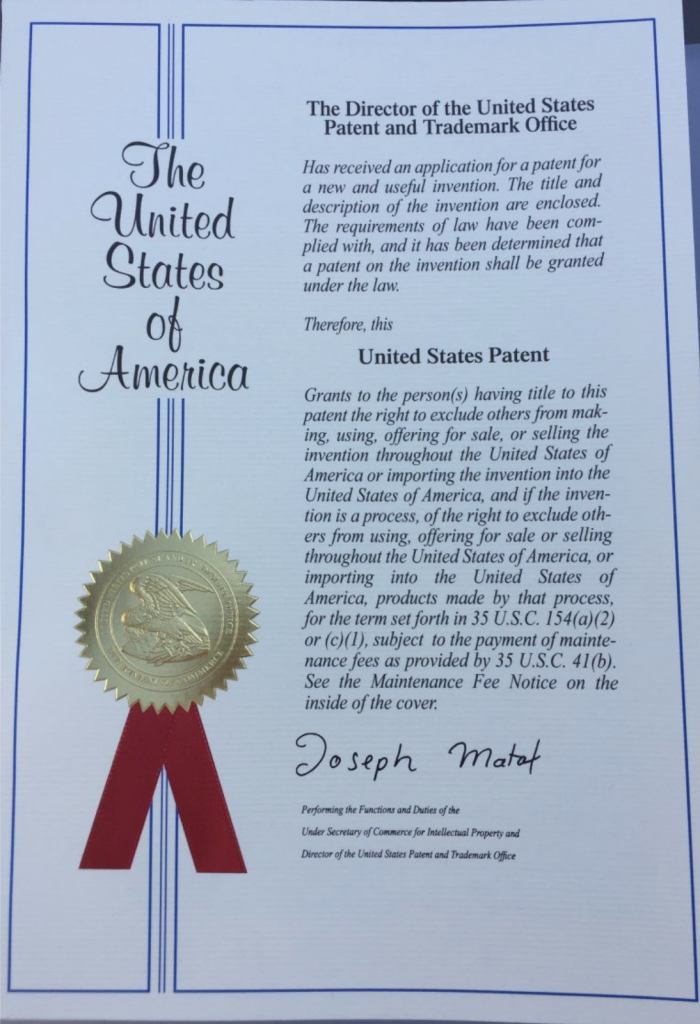 The
United
States
of
America
The Director of the United States
Patent and Trademark Office
Has received an application for a patent for
a new and useful invention. The title and
description of the invention are enclosed.
The requirements of law have been com-
plied with, and it has been determined that
a patent on the invention shall be granted
under the law.
Therefore, this
United States Patent
Grants to the person(s) having title to this
patent the right to exclude others from mak-
ing, using, offering for sale, or selling the
invention throughout the United States of
America or importing the invention into the
United States of America, and if the inven-
tion is a process, of the right to exclude oth-
ers from using, offering for sale or selling
throughout the United States of America, or
importing into the United States of
America, products made by that process,
for the term set forth in 35 U.S.C. 154(a)(2)
or (c)(1), subject to the payment of mainte-
nance fees as provided by 35 U.S.C. 41(b).
See the Maintenance Fee Notice on the
inside of the cover.
Joseph Matal
Performing the Functions and Duties of the
Under Secretary of Commerce for Intellectual Property and
Director of the United States Patent and Trademark Office